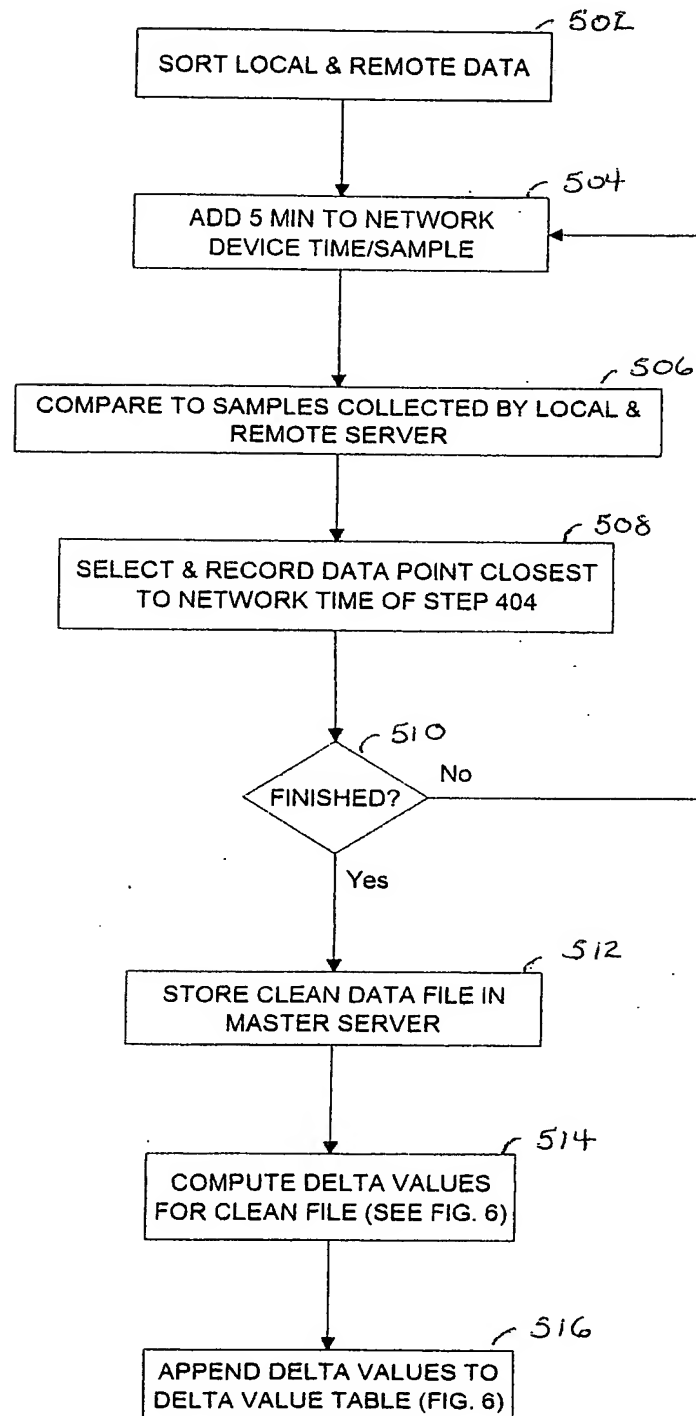 502
SORT LOCAL & REMOTE DATA
504
ADD 5 MIN TO NETWORK
DEVICE TIME/SAMPLE
506
COMPARE TO SAMPLES COLLECTED BY LOCAL &
REMOTE SERVER
508
SELECT & RECORD DATA POINT CLOSEST
TO NETWORK TIME OF STEP 404
510
FINISHED?
No
Yes
512
STORE CLEAN DATA FILE IN
MASTER SERVER
514
COMPUTE DELTA VALUES
FOR CLEAN FILE (SEE FIG. 6)
516
APPEND DELTA VALUES TO
DELTA VALUE TABLE (FIG. 6)